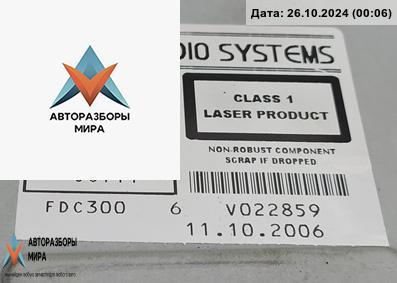 Дата: 26.10.2024 (00:06)
DIO SYSTEMS
CLASS 1
LASER PRODUCT
АВТОРАЗБОРЫ
МИРА
NON-ROBUST COMPONENT
SCRAP IF DROPPED
FDC300 6 V022859
11.10.2006
АВТОРАЗБОРЫ
МИРА